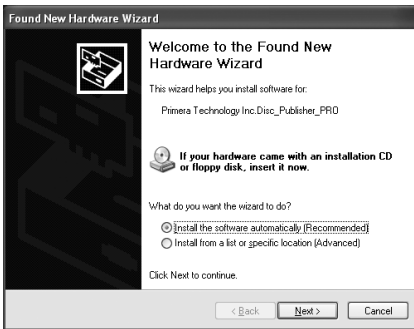 Found New Hardware Wizard
Welcome to the Found New
Hardware Wizard
This wizard helps you install software for:
Primera Technology Inc.Disc_Publisher_PRO
If your hardware came with an installation CD
or floppy disk, insert it now.
What do you want the wizard to do?
Install the software automatically (Recommended)
Install from a list or specific location (Advanced)
Click Next to continue.
< Back Next > Cancel